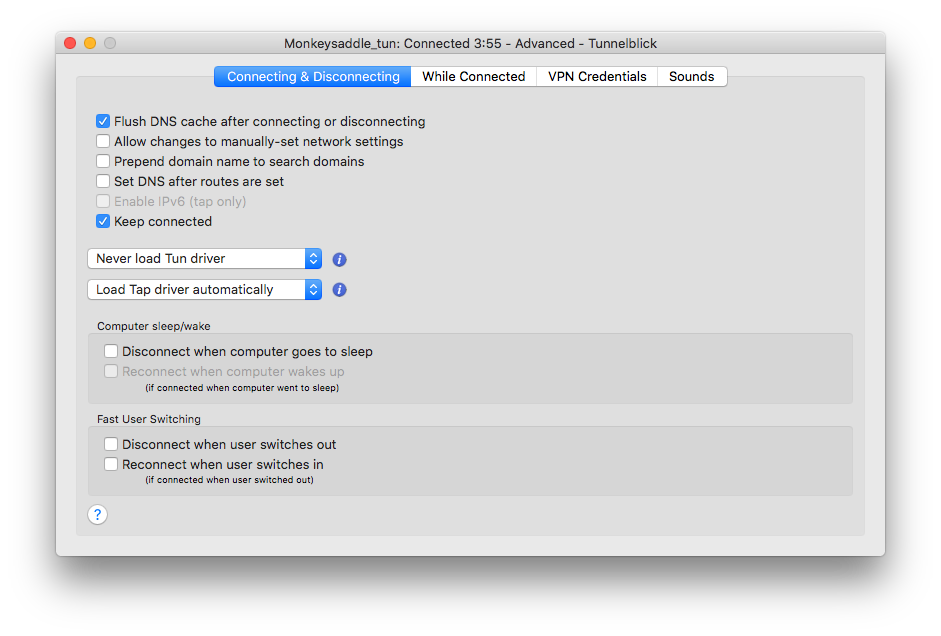 Monkeysaddle_tun: Connected 3:55 - Advanced - Tunnelblick
Connecting & Disconnecting While Connected VPN Credentials Sounds
Flush DNS cache after connecting or disconnecting
Allow changes to manually-set network settings
Prepend domain name to search domains
Set DNS after routes are set
Enable IPv6 (tap only)
Keep connected
Never load Tun driver i
Load Tap driver automatically i
Computer sleep/wake
Disconnect when computer goes to sleep
Reconnect when computer wakes up
(if connected when computer went to sleep)
Fast User Switching
Disconnect when user switches out
Reconnect when user switches in
(if connected when user switched out)
?